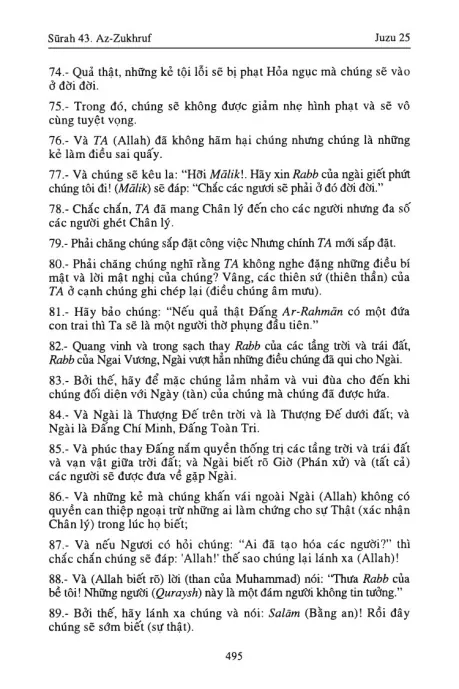 Sūrah 43. Az-Zukhruf Juzu 25
74.- Quả thật, những kẻ tội lỗi sẽ bị phạt Hỏa ngục mà chúng sẽ vào
ở đời đời.
75.- Trong đó, chúng sẽ không được giảm nhẹ hình phạt và sẽ vô
cùng tuyệt vọng.
76.- Và TA (Allah) đã không hãm hại chúng nhưng chúng là những
kẻ làm điều sai quấy.
77.- Và chúng sẽ kêu la: “Hỡi Mālik!. Hãy xin Rabb của ngài giết phứt
chúng tôi đi! (Mālik) sẽ đáp: “Chắc các ngươi sẽ phải ở đó đời đời.”
78.- Chắc chắn, TA đã mang Chân lý đến cho các người nhưng đa số
các người ghét Chân lý.
79.- Phải chăng chúng sắp đặt công việc Nhưng chính TA mới sắp đặt.
80.- Phải chăng chúng nghĩ rằng TA không nghe đặng những điều bí
mật và lời mật nghị của chúng? Vâng, các thiên sứ (thiên thần) của
TA ở cạnh chúng ghi chép lại (điều chúng âm mưu).
81.- Hãy bảo chúng: “Nếu quả thật Đấng Ar-Rahmān có một đứa
con trai thì Ta sẽ là một người thờ phụng đầu tiên.”
82.- Quang vinh và trong sạch thay Rabb của các tầng trời và trái đất,
Rabb của Ngai Vương, Ngài vượt hẳn những điều chúng đã qui cho Ngài.
83.- Bởi thế, hãy để mặc chúng lảm nhảm và vui đùa cho đến khi
chúng đối diện với Ngày (tàn) của chúng mà chúng đã được hứa.
84.- Và Ngài là Thượng Đế trên trời và là Thượng Đế dưới đất; và
Ngài là Đấng Chí Minh, Đấng Toàn Tri.
85.- Và phúc thay Đấng nắm quyền thống trị các tầng trời và trái đất
và vạn vật giữa trời đất; và Ngài biết rõ Giờ (Phán xử) và (tất cả)
các người sẽ được đưa về gặp Ngài.
86.- Và những kẻ mà chúng khấn vái ngoài Ngài (Allah) không có
quyền can thiệp ngoại trừ những ai làm chứng cho sự Thật (xác nhận
Chân lý) trong lúc họ biết;
87.- Và nếu Ngươi có hỏi chúng: “Ai đã tạo hóa các người?” thì
chắc chắn chúng sẽ đáp: 'Allah!' thế sao chúng lại lánh xa (Allah)!
88.- Và (Allah biết rõ) lời (than của Muhammad) nói: “Thưa Rabb của
bề tôi! Những người (Quraysh) này là một đám người không tin tưởng.”
89.- Bởi thế, hãy lánh xa chúng và nói: Salām (Bằng an)! Rồi đây
chúng sẽ sớm biết (sự thật).
495